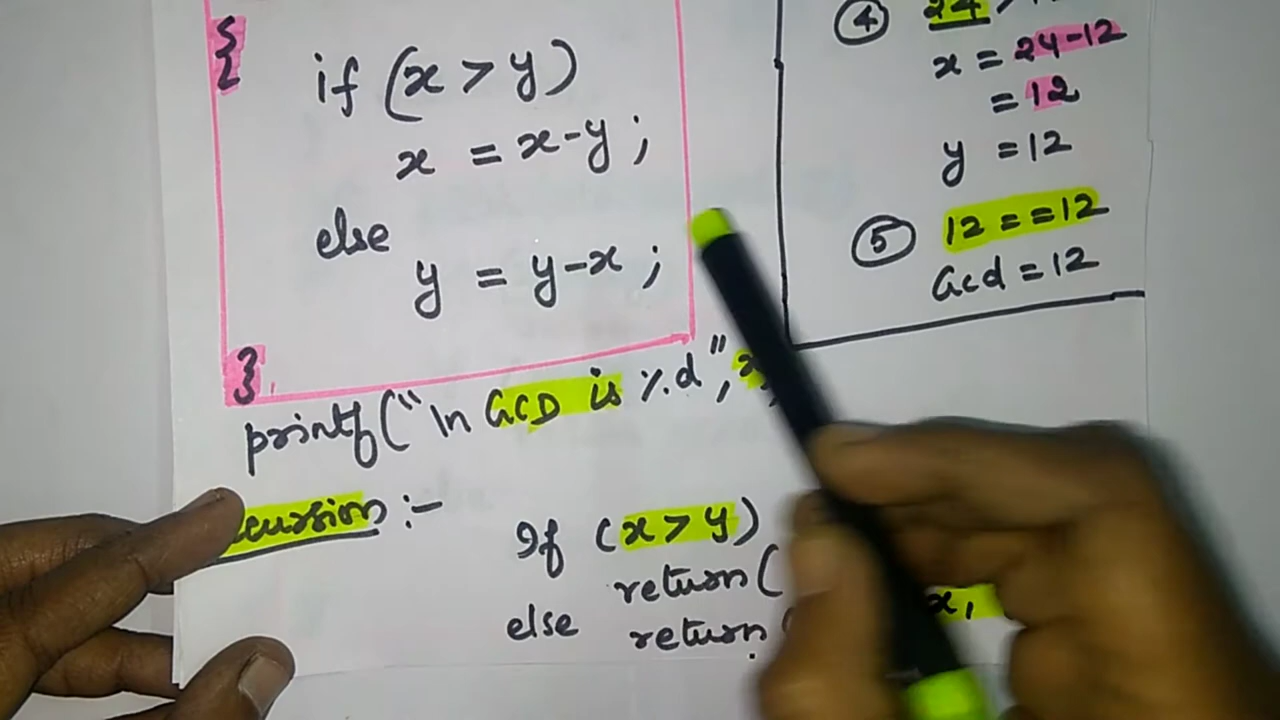 {
if (x > y)
x = x-y ;
else
y = y-x ;
}
printf("\n GCD is %d",
cursion :-
If (x > y)
return(
else return
x,
④ 24
x = 24-12
= 12
y = 12
⑤ 12 == 12
Gcd = 12